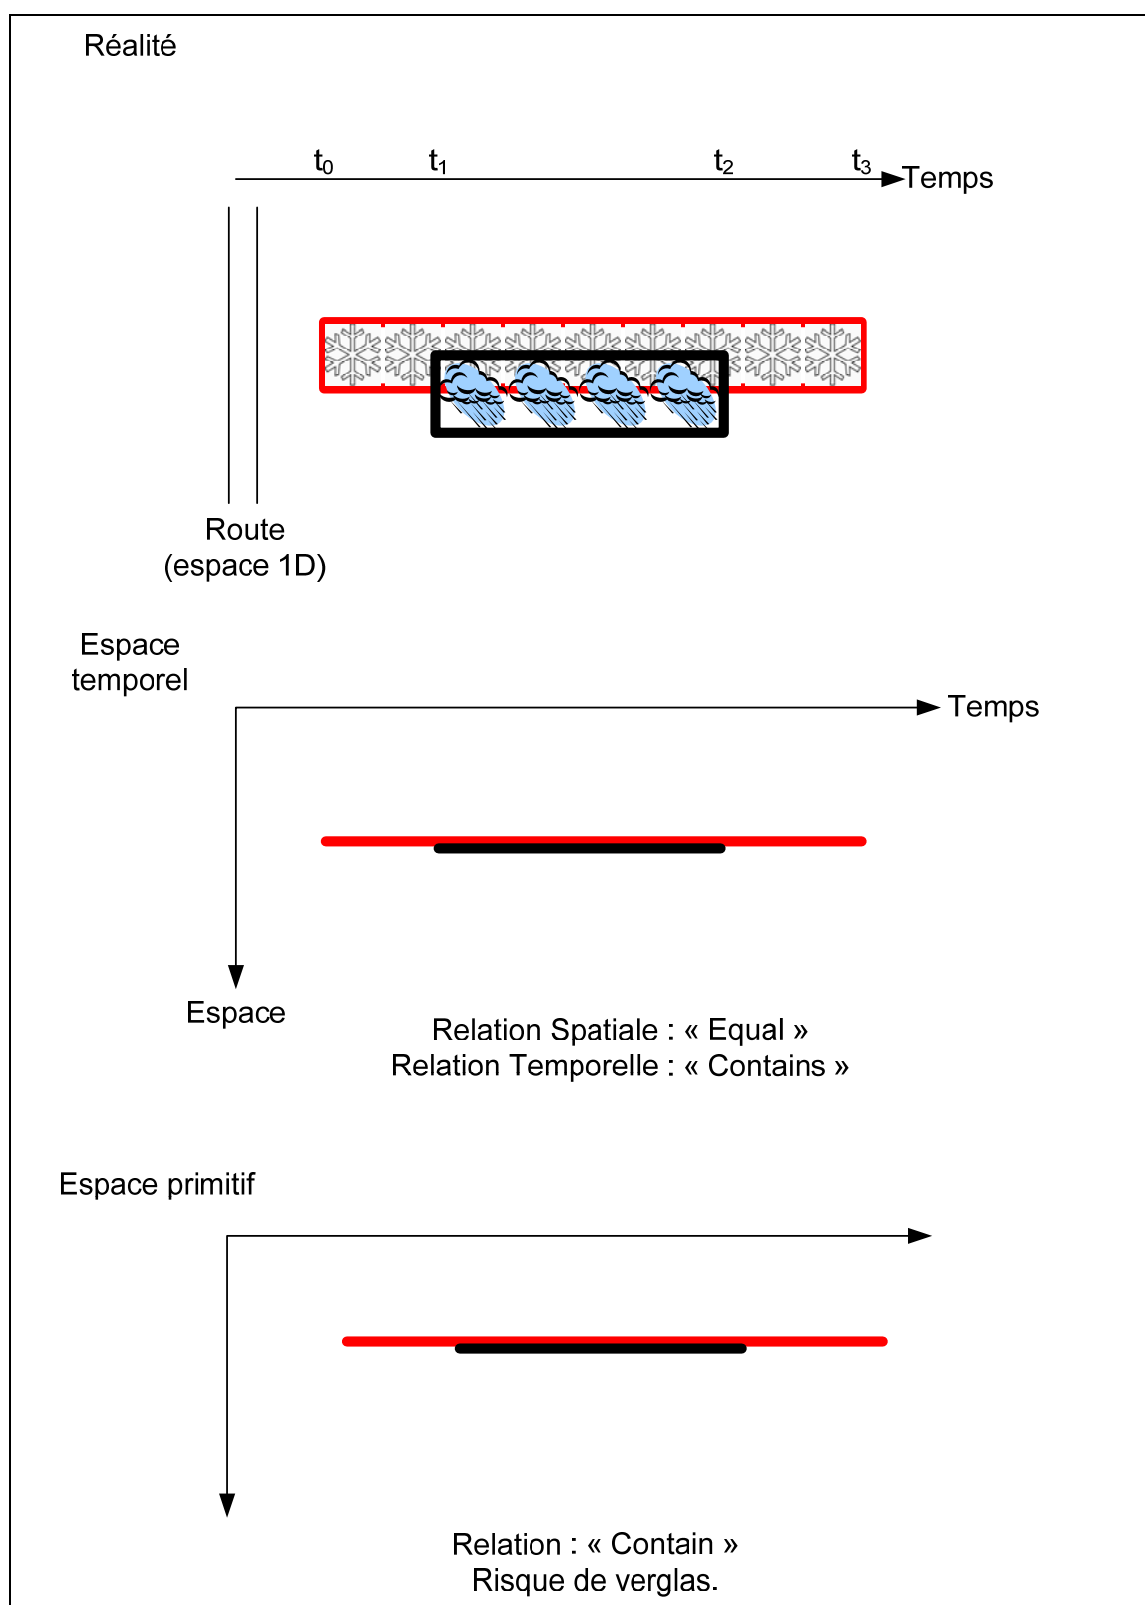 Réalité
t0 t1 t2 t3
Temps
Route
(espace 1D)
Espace
temporel
Temps
Espace
Relation Spatiale : « Equal »
Relation Temporelle : « Contains »
Espace primitif
Relation : « Contain »
Risque de verglas.